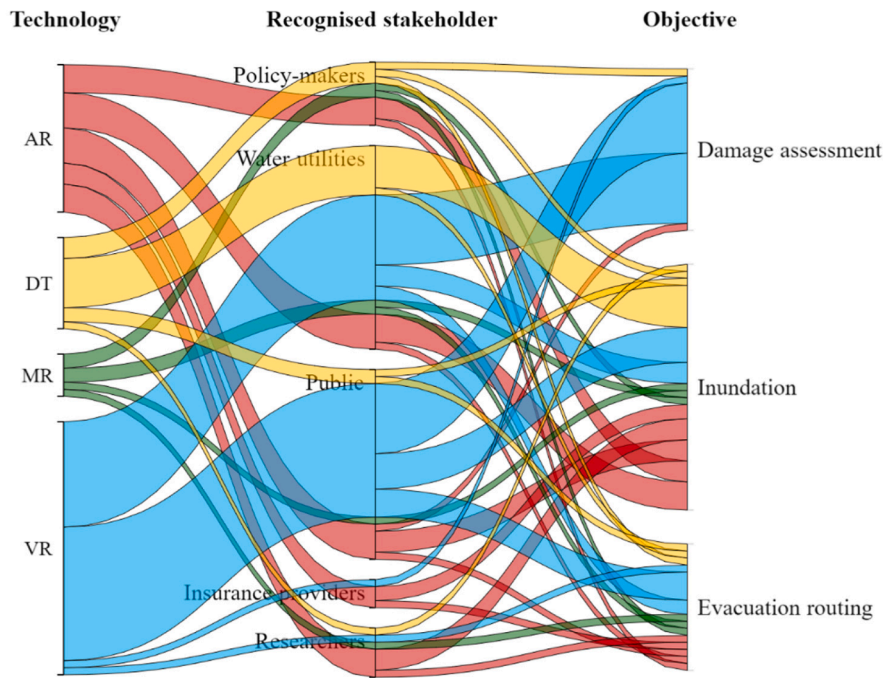 Technology Recognised stakeholder Objective
Policy-makers
AR
Damage assessment
Water utilities
DT
MR
Public
Inundation
VR
Insurance providers
Evacuation routing
Researchers